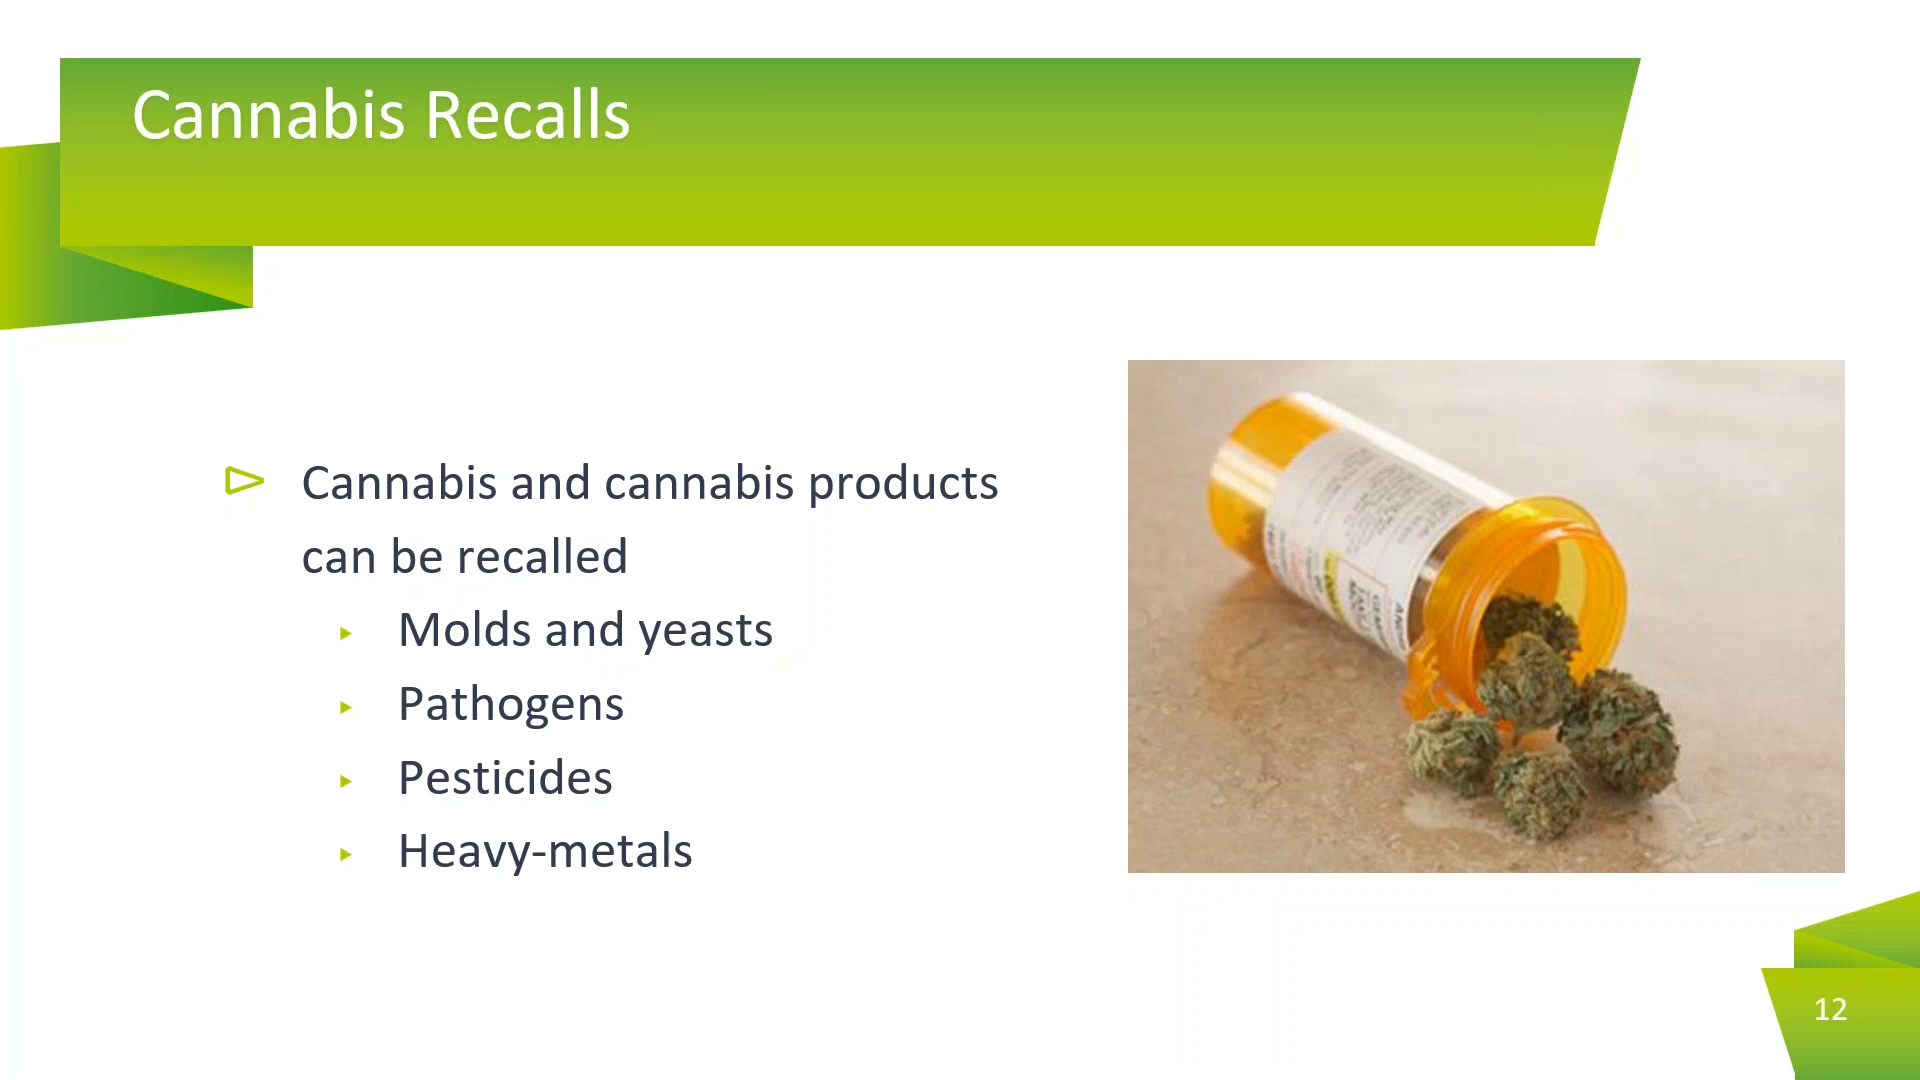 Cannabis Recalls
Cannabis and cannabis products
can be recalled
Molds and yeasts
Pathogens
Pesticides
Heavy-metals
12